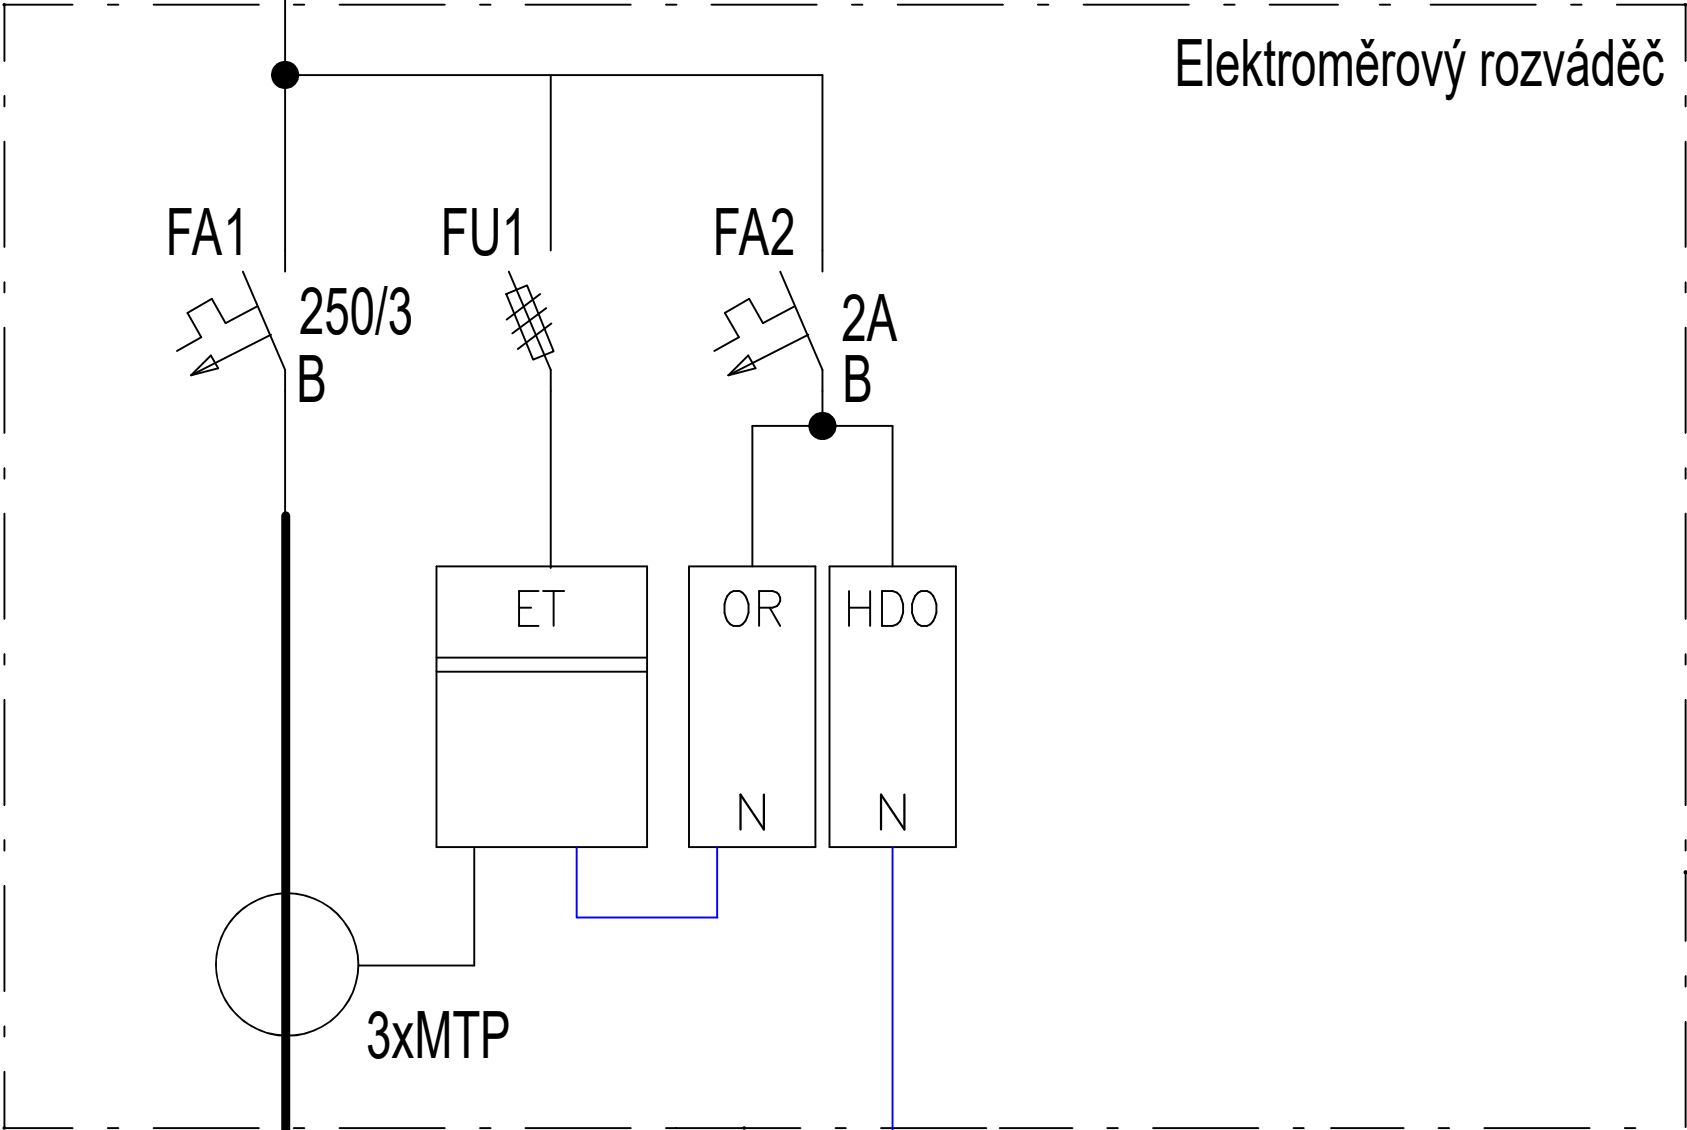 Elektroměrový rozváděč
FA1
FU1
FA2
250/3
B
2A
B
ET
OR
HDO
N
N
3xMTP